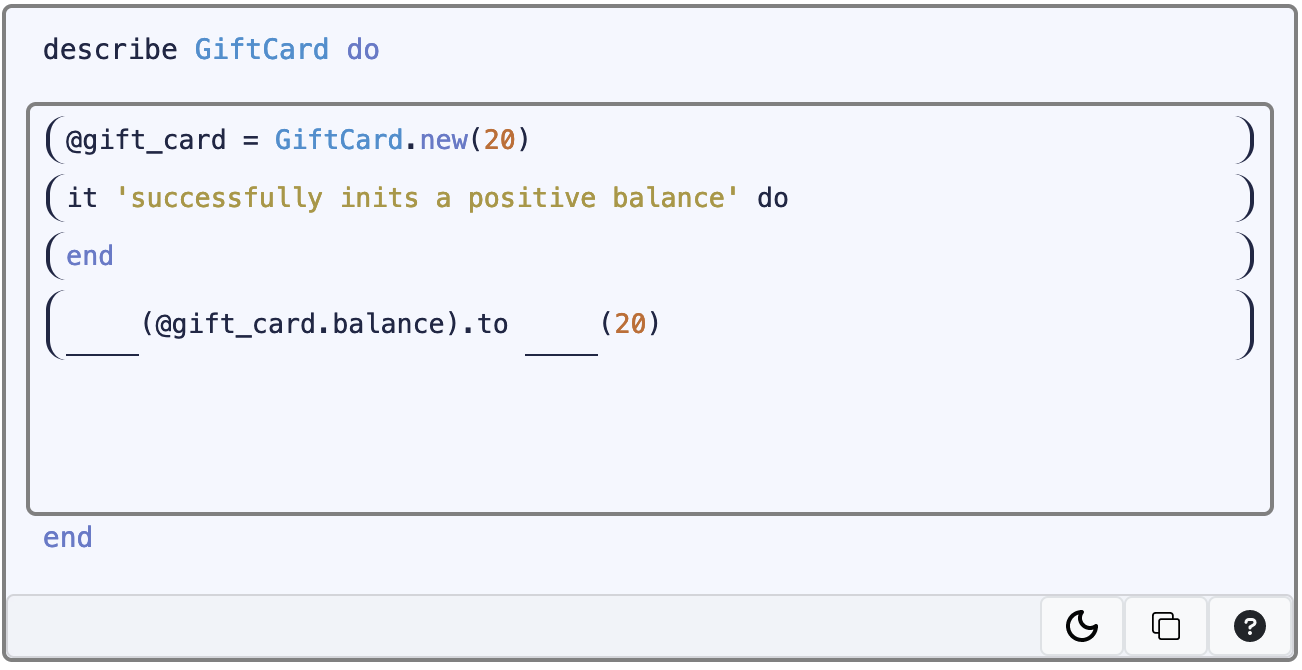 describe GiftCard do
@gift_card = GiftCard.new(20)
it 'successfully inits a positive balance' do
end
_____(@gift_card.balance).to _____(20)
end
?